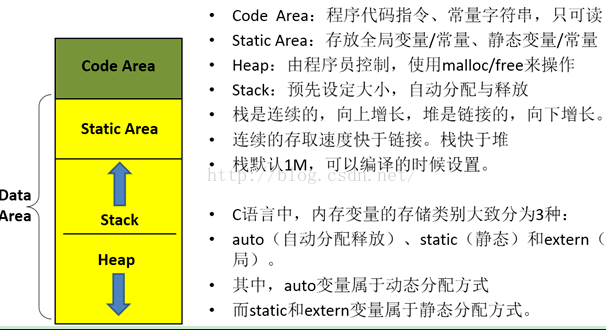 Code Area
Static Area
Stack
Heap
Data
Area
• Code Area：程序代码指令、常量字符串，只可读
• Static Area：存放全局变量/常量、静态变量/常量
• Heap：由程序员控制，使用malloc/free来操作
• Stack：预先设定大小，自动分配与释放
• 栈是连续的，向上增长，堆是链接的，向下增长。
• 连续的存取速度快于链接。栈快于堆
• 栈默认1M，可以编译的时候设置。
http://blog.csdn.net/
• C语言中，内存变量的存储类别大致分为3种：
• auto（自动分配释放）、static（静态）和extern（
局）。
• 其中，auto变量属于动态分配方式
• 而static和extern变量属于静态分配方式。